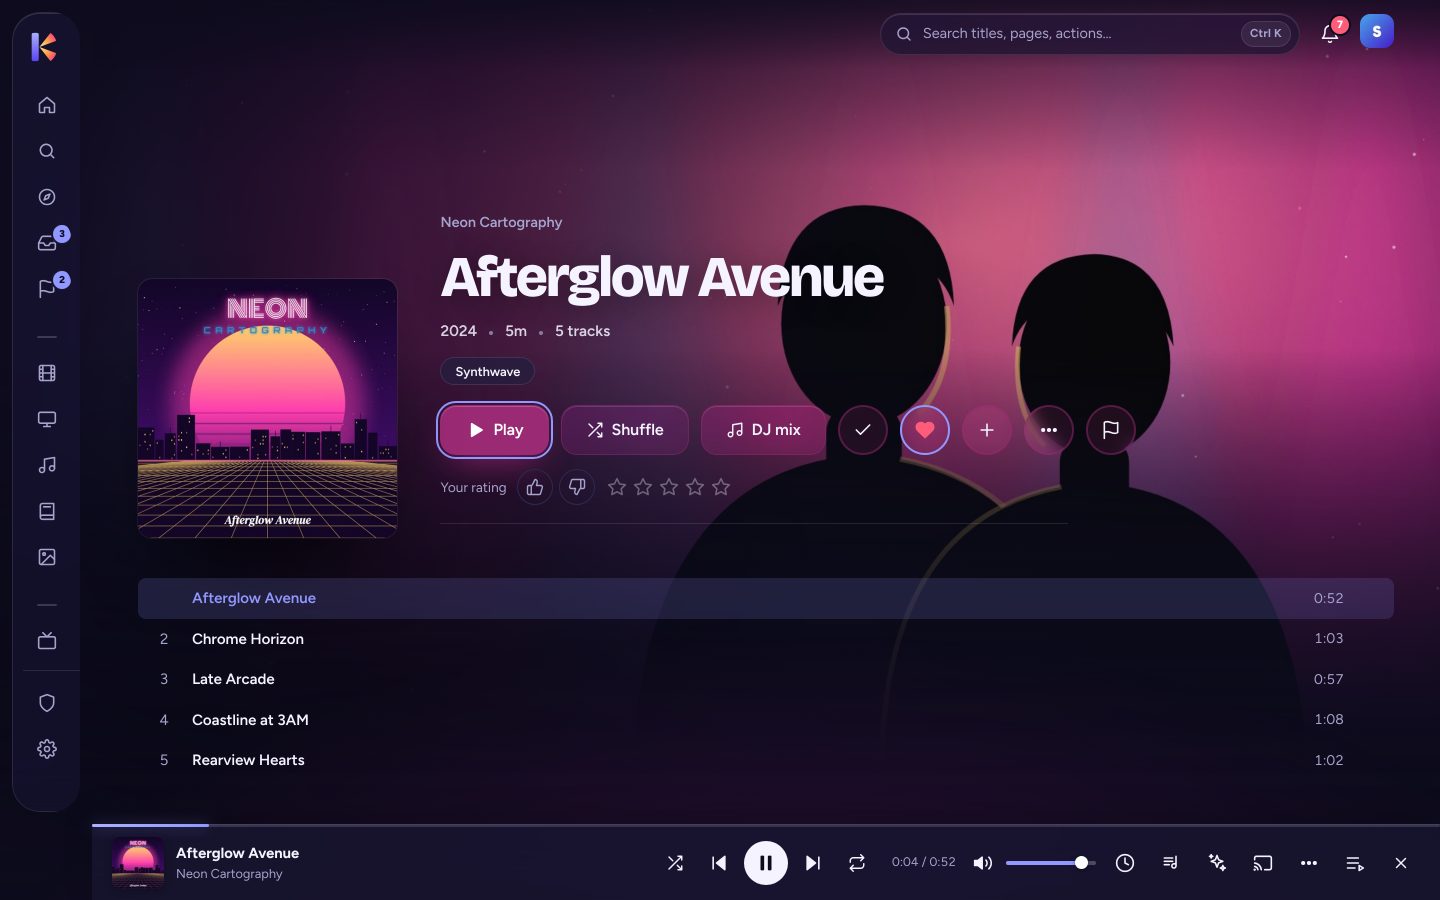 Search titles, pages, actions...
Ctrl K
7
S
3
2
Neon Cartography
Afterglow Avenue
2024 • 5m • 5 tracks
Synthwave
Play
Shuffle
DJ mix
Your rating
NEON
CARTOGRAPHY
Afterglow Avenue
Afterglow Avenue 0:52
2 Chrome Horizon 1:03
3 Late Arcade 0:57
4 Coastline at 3AM 1:08
5 Rearview Hearts 1:02
NEON
Afterglow Avenue
Neon Cartography
0:04 / 0:52